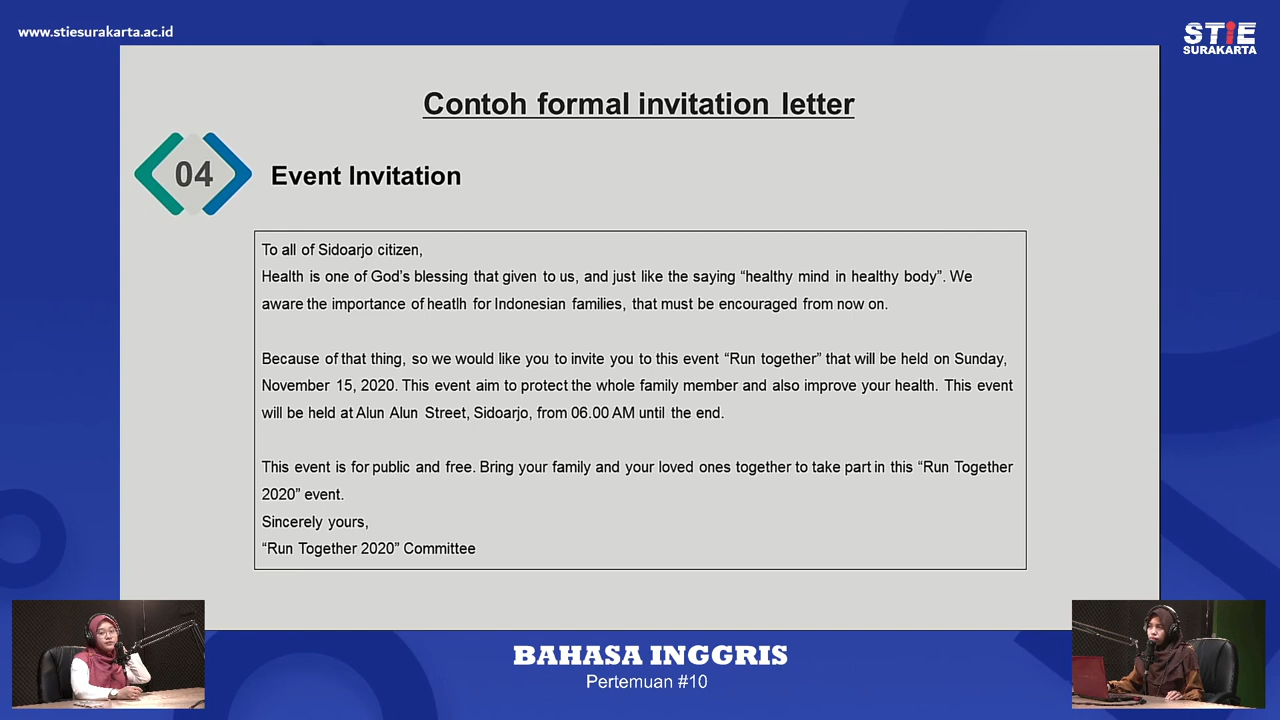 www.stiesurakarta.ac.id
STIE
SURAKARTA
Contoh formal invitation letter
04
Event Invitation
To all of Sidoarjo citizen,
Health is one of God’s blessing that given to us, and just like the saying “healthy mind in healthy body”. We
aware the importance of heatlh for Indonesian families, that must be encouraged from now on.
Because of that thing, so we would like you to invite you to this event “Run together” that will be held on Sunday,
November 15, 2020. This event aim to protect the whole family member and also improve your health. This event
will be held at Alun Alun Street, Sidoarjo, from 06.00 AM until the end.
This event is for public and free. Bring your family and your loved ones together to take part in this “Run Together
2020” event.
Sincerely yours,
“Run Together 2020” Committee
BAHASA INGGRIS
Pertemuan #10